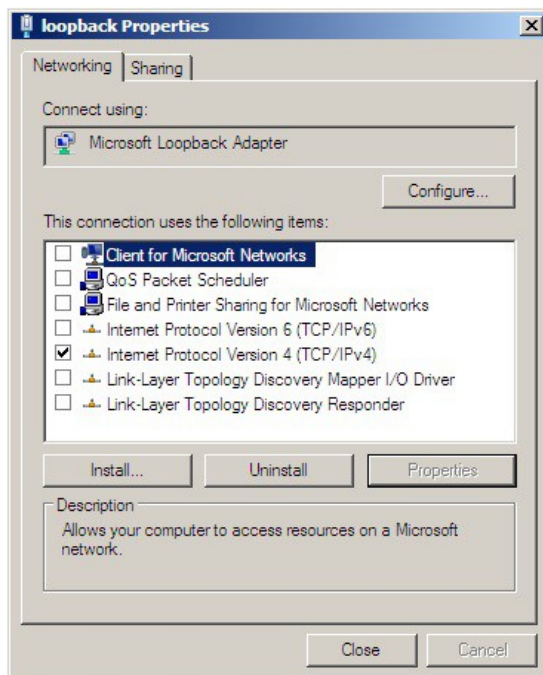 loopback Properties
Networking
Sharing
Connect using:
Microsoft Loopback Adapter
Configure...
This connection uses the following items:
Client for Microsoft Networks
QoS Packet Scheduler
File and Printer Sharing for Microsoft Networks
Internet Protocol Version 6 (TCP/IPv6)
Internet Protocol Version 4 (TCP/IPv4)
Link-Layer Topology Discovery Mapper I/O Driver
Link-Layer Topology Discovery Responder
Install...
Uninstall
Properties
Description
Allows your computer to access resources on a Microsoft
network.
Close
Cancel